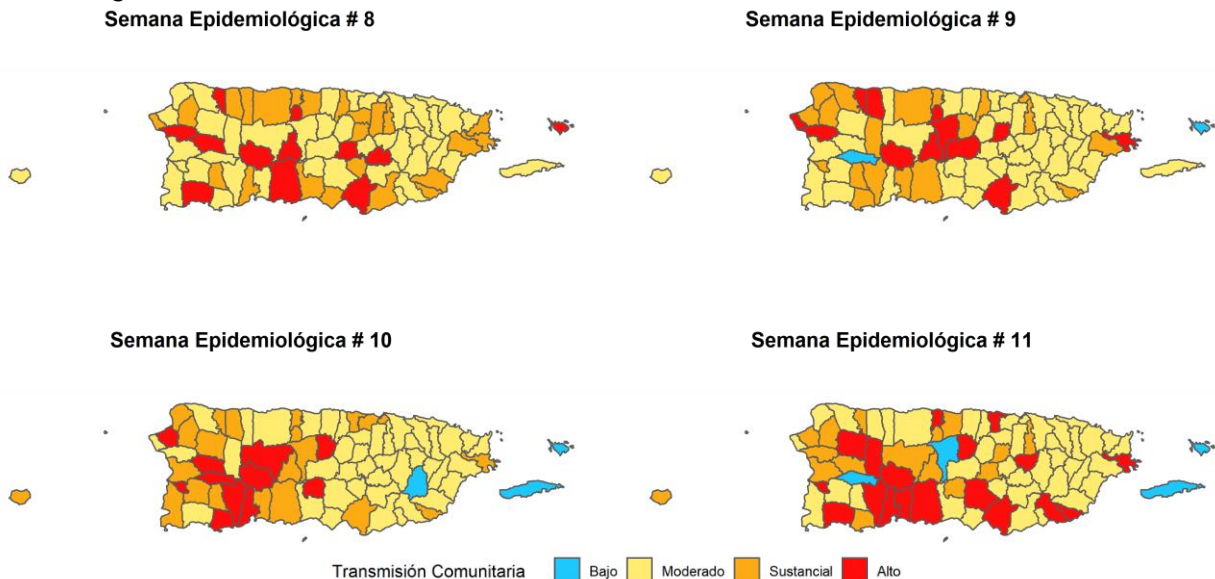 Semana Epidemiológica # 8
Semana Epidemiológica # 9
Semana Epidemiológica # 10
Semana Epidemiológica # 11
Transmisión Comunitaria Bajo Moderado Sustancial Alto